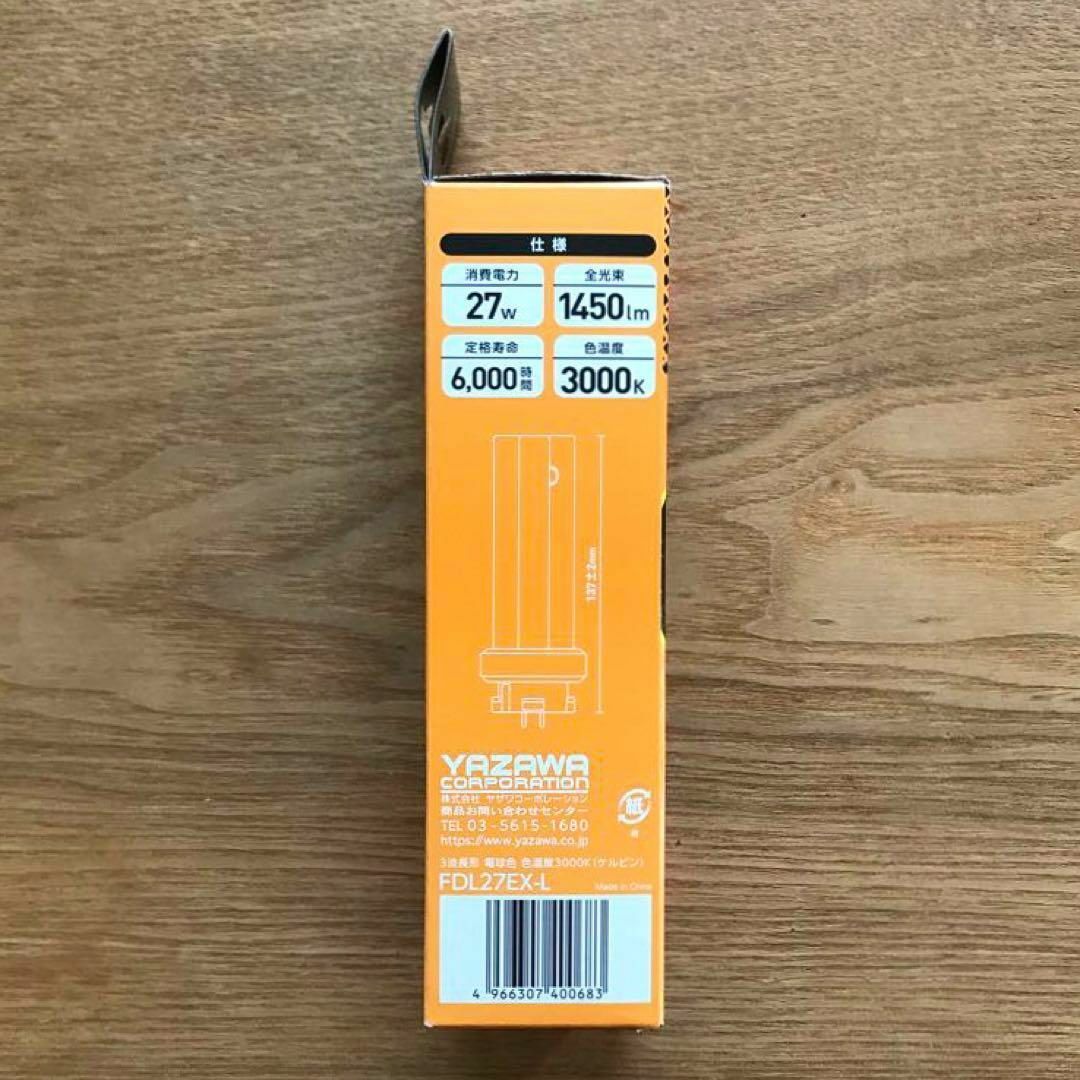 仕様
消費電力
27W
全光束
1450lm
定格寿命
6,000時間
色温度
3000K
137±2mm
YAZAWA
CORPORATION
株式会社 ヤザワコーポレーション
商品お問い合わせセンター
TEL 03-5615-1680
https://www.yazawa.co.jp
紙
3波長形 電球色 色温度3000K(ケルビン)
FDL27EX-L
Made in China
4 966307 400683